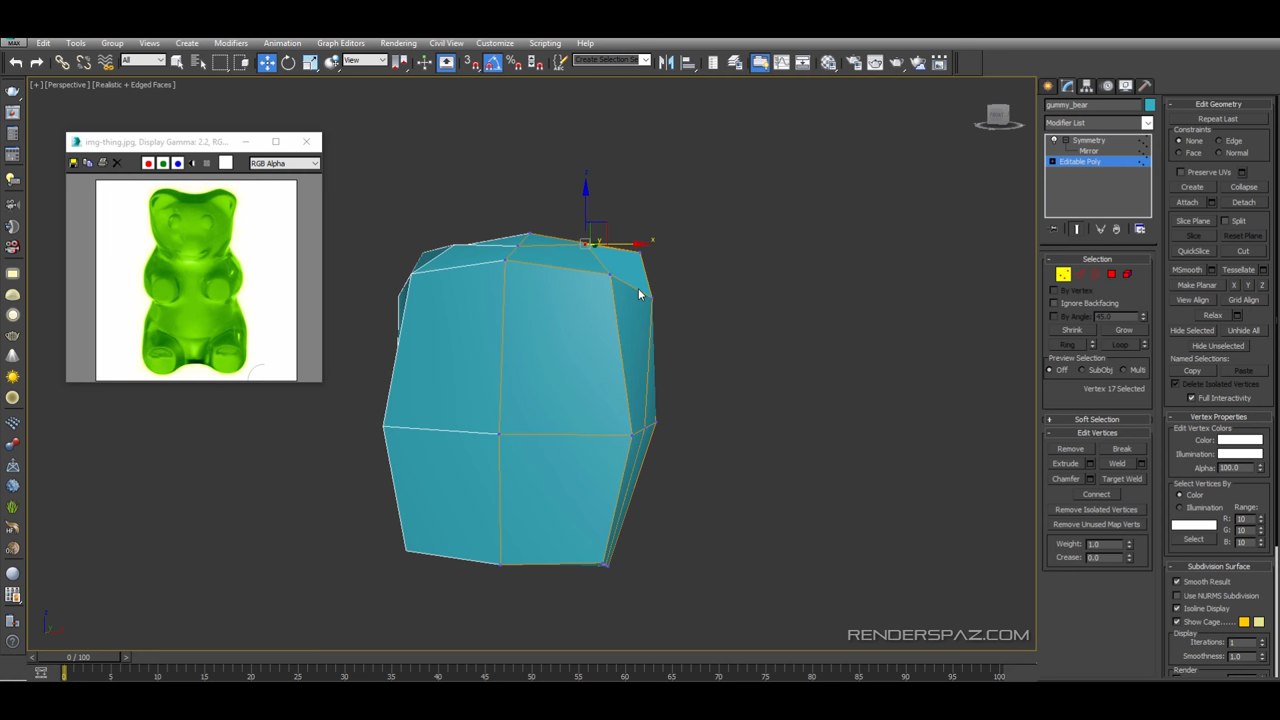 MAX
Edit Tools Group Views Create Modifiers Animation Graph Editors Rendering Civil View Customize Scripting Help
All View 3 Create Selection Se
[+] [Perspective] [Realistic + Edged Faces]
img-thing.jpg, Display Gamma: 2.2, RG...
RGB Alpha
z
y
x
gummy_bear
Modifier List
Symmetry
Mirror
Editable Poly
Selection
By Vertex
Ignore Backfacing
By Angle: 45.0
Shrink Grow
Ring Loop
Preview Selection
Off SubObj Multi
Vertex 17 Selected
Soft Selection
Edit Vertices
Remove Break
Extrude Weld
Chamfer Target Weld
Connect
Remove Isolated Vertices
Remove Unused Map Verts
Weight: 1.0
Crease: 0.0
Edit Geometry
Repeat Last
Constraints
None Edge
Face Normal
Preserve UVs
Create Collapse
Attach Detach
Slice Plane Split
Slice Reset Plane
QuickSlice Cut
MSmooth Tessellate
Make Planar X Y Z
View Align Grid Align
Relax
Hide Selected Unhide All
Hide Unselected
Named Selections:
Copy Paste
Delete Isolated Vertices
Full Interactivity
Vertex Properties
Edit Vertex Colors
Color:
Illumination:
Alpha: 100.0
Select Vertices By
Color
Illumination Range:
R: 10
G: 10
Select
B: 10
Subdivision Surface
Smooth Result
Use NURMS Subdivision
Isoline Display
Show Cage......
Display
Iterations: 1
Smoothness: 1.0
Render
RENDERSPAZ.COM
0 / 100
0 5 10 15 20 25 30 35 40 45 50 55 60 65 70 75 80 85 90 95 100